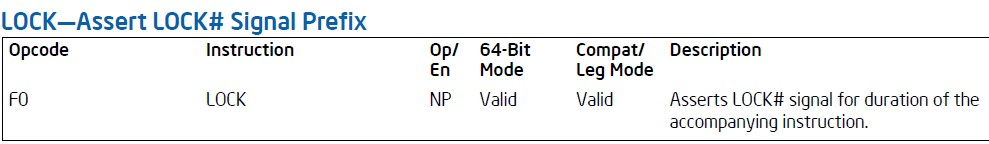 LOCK—Assert LOCK# Signal Prefix
Opcode Instruction Op/ 64-Bit Compat/ Description
En Mode Leg Mode
F0 LOCK NP Valid Valid Asserts LOCK# signal for duration of the
accompanying instruction.